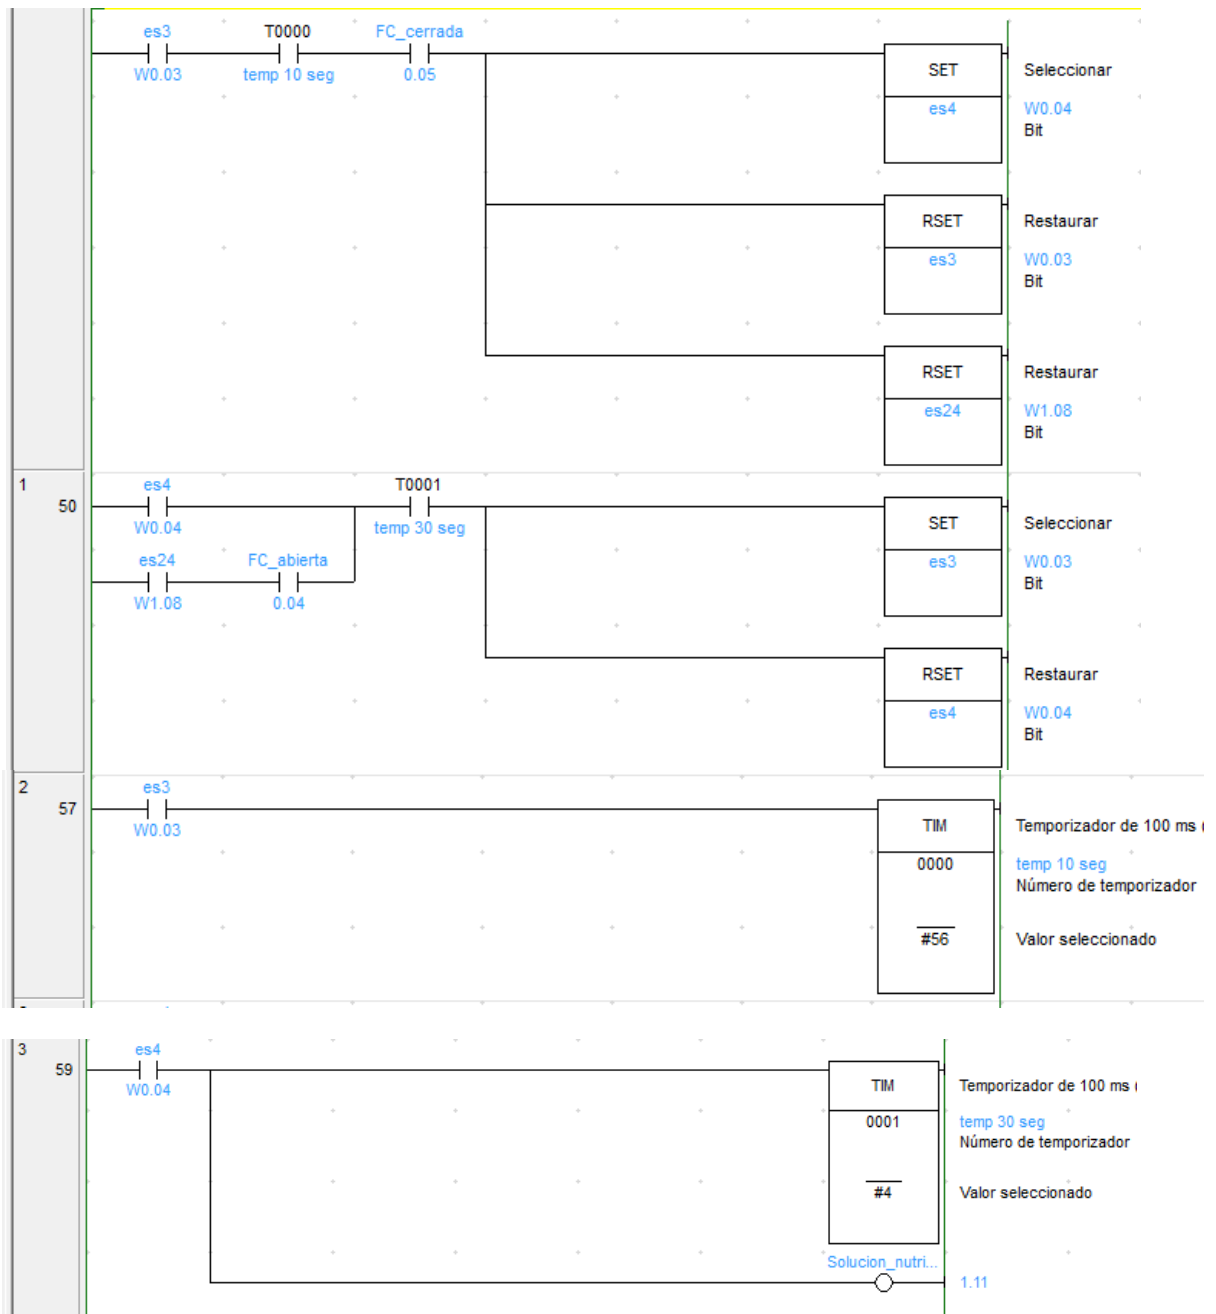 es3 T0000 FC_cerrada
W0.03 temp 10 seg 0.05
SET Seleccionar
es4 W0.04
Bit
RSET Restaurar
es3 W0.03
Bit
RSET Restaurar
es24 W1.08
Bit
1 es4 T0001
50
W0.04 temp 30 seg
SET Seleccionar
es24 FC_abierta
es3 W0.03
Bit
W1.08 0.04
RSET Restaurar
es4 W0.04
Bit
2 es3
57
W0.03
TIM Temporizador de 100 ms
0000 temp 10 seg
Número de temporizador
#56 Valor seleccionado
3 es4
59
W0.04
TIM Temporizador de 100 ms
0001 temp 30 seg
Número de temporizador
#4 Valor seleccionado
Solucion_nutri...
1.11